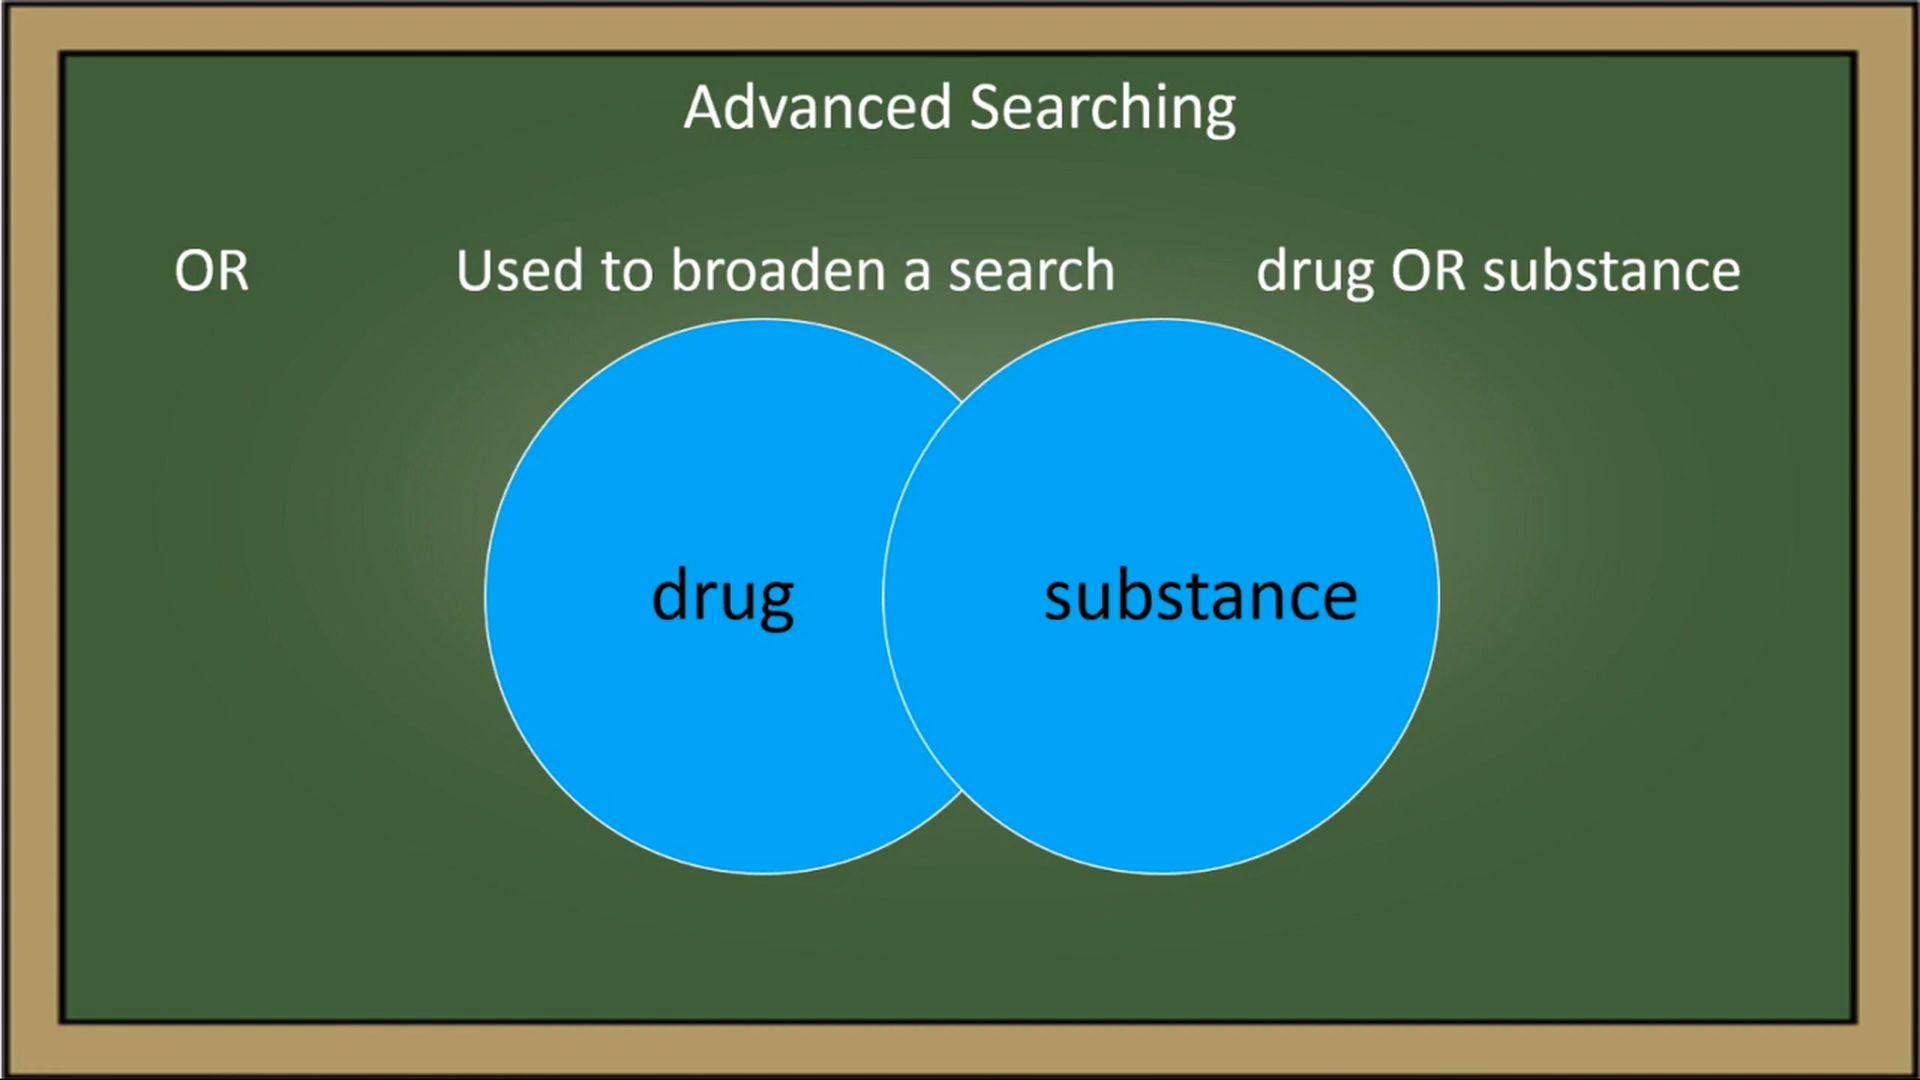 Advanced Searching
OR Used to broaden a search drug OR substance
drug substance